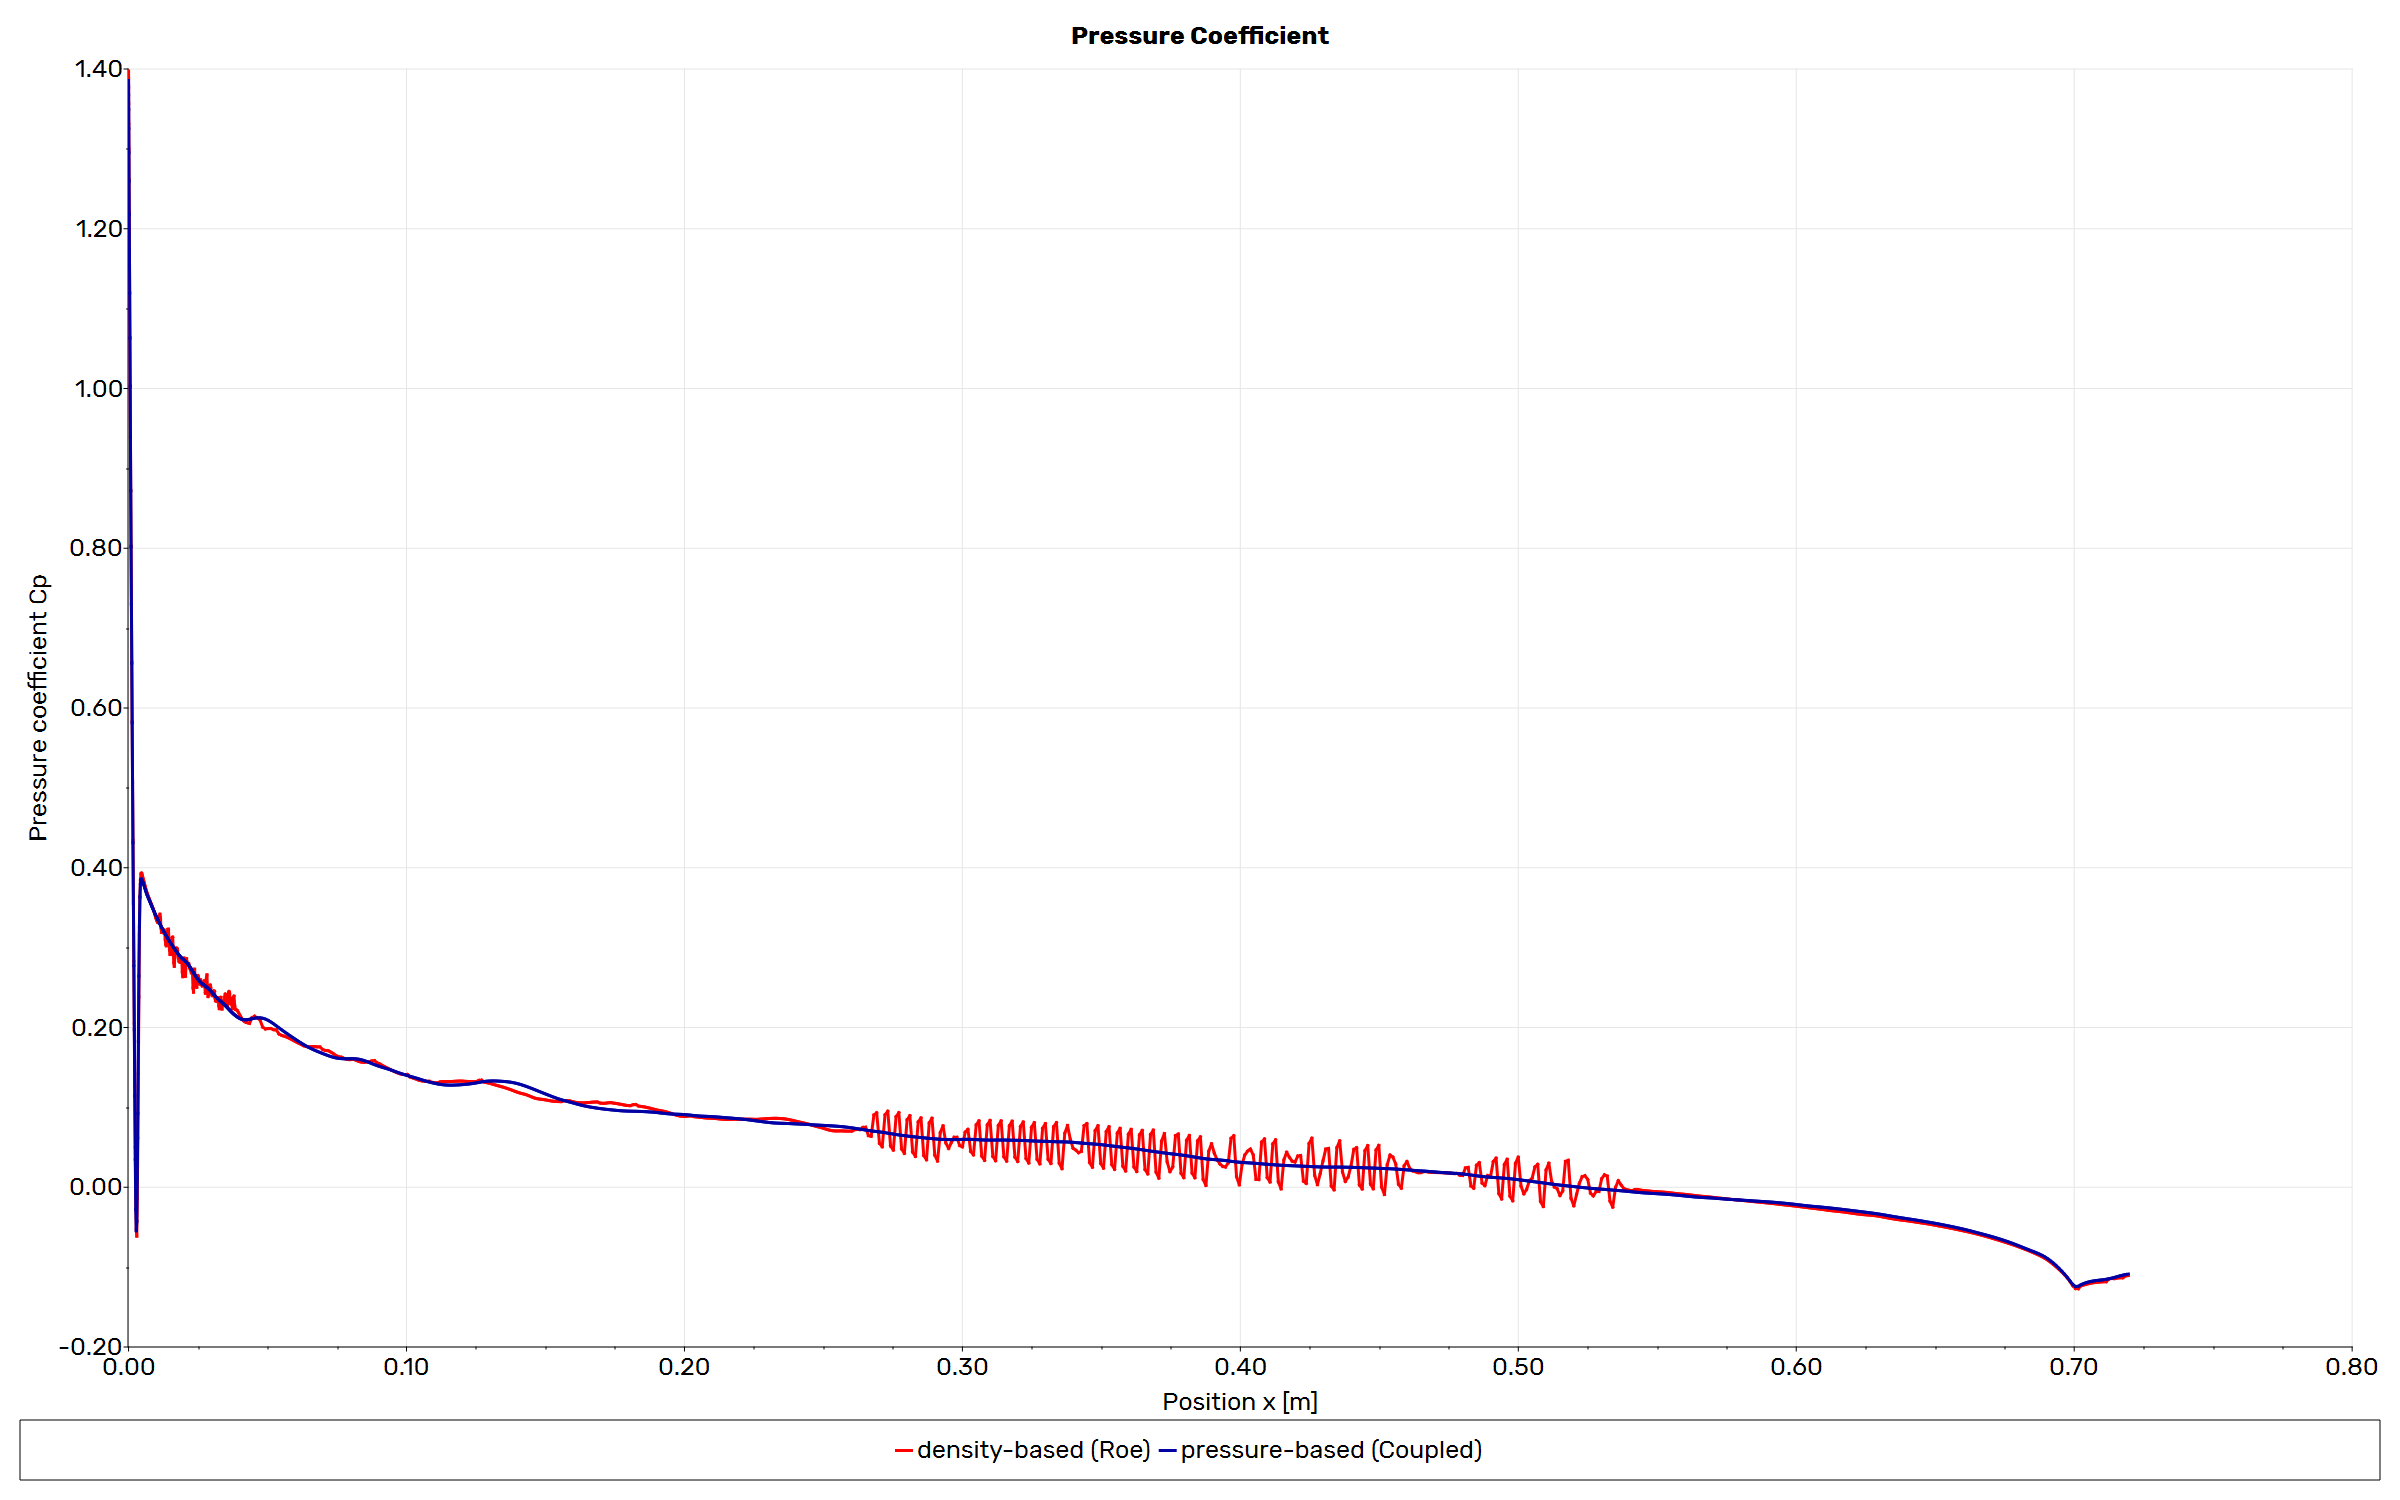 Pressure Coefficient
1.40
1.20
1.00
0.80
0.60
0.40
0.20
0.00
-0.20
Pressure coefficient Cp
0.00 0.10 0.20 0.30 0.40 0.50 0.60 0.70 0.80
Position x [m]
density-based (Roe) pressure-based (Coupled)